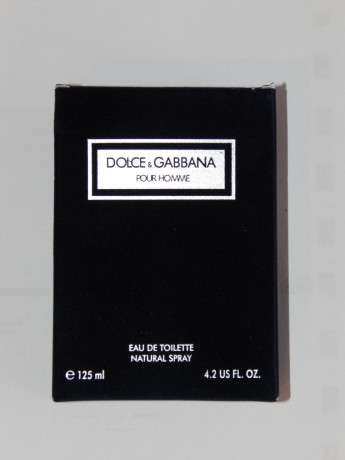 DOLCE & GABBANA
POUR HOMME
EAU DE TOILETTE
NATURAL SPRAY
℮ 125 ml 4.2 US FL. OZ.